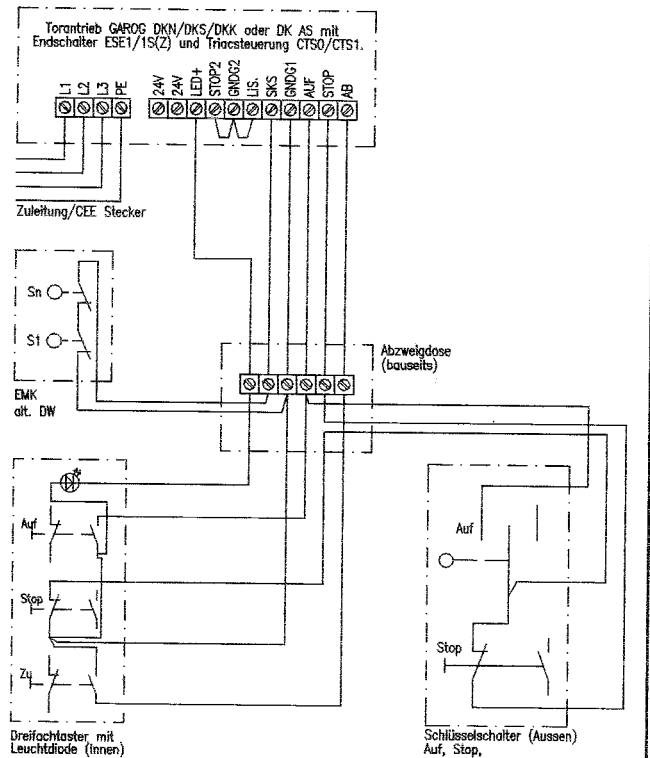 Torantrieb GAROG DKN/DKS/DKK oder DK AS mit
Endschalter ESE1/1S(Z) und Triacsteuerung CTS0/CTS1.
L1 L2 L3 PE 24V 24V LED+ STOP2 GNDG2 LIS. SKS GNDG1 AUF STOP AB
Zuleitung/CEE Stecker
Sn
S1
EMK
alt. DW
Abzweigdose
(bauseits)
Auf
Stop
Zu
Dreifachtaster mit
Leuchtdiode (Innen)
Auf
Stop
Schlüsselschalter (Aussen)
Auf, Stop,